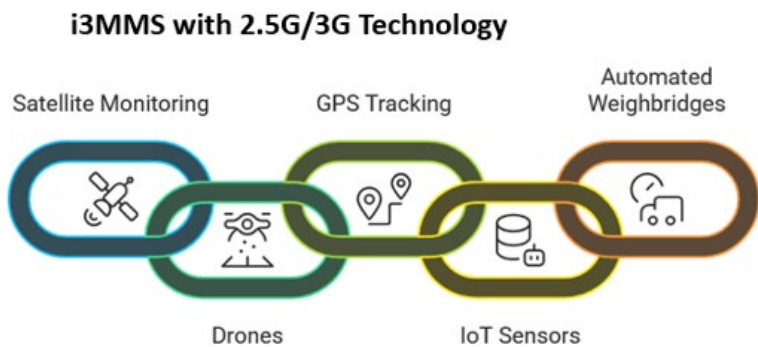 i3MMS with 2.5G/3G Technology
Satellite Monitoring
GPS Tracking
Automated
Weighbridges
Drones
IoT Sensors